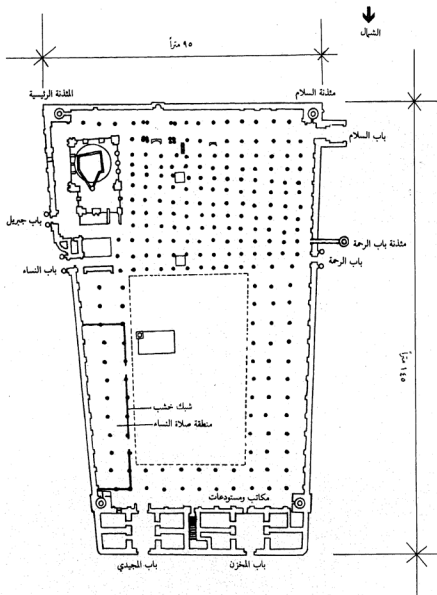 الشمال
٩٥ متراً
مئذنة السلام
المئذنة الرئيسية
باب السلام
باب جبريل
مئذنة باب الرحمة
باب الرحمة
باب النساء
١٤٥ متراً
شبك خشب
منطقة صلاة النساء
مكاتب ومستودعات
باب المخزن
باب المجيدي